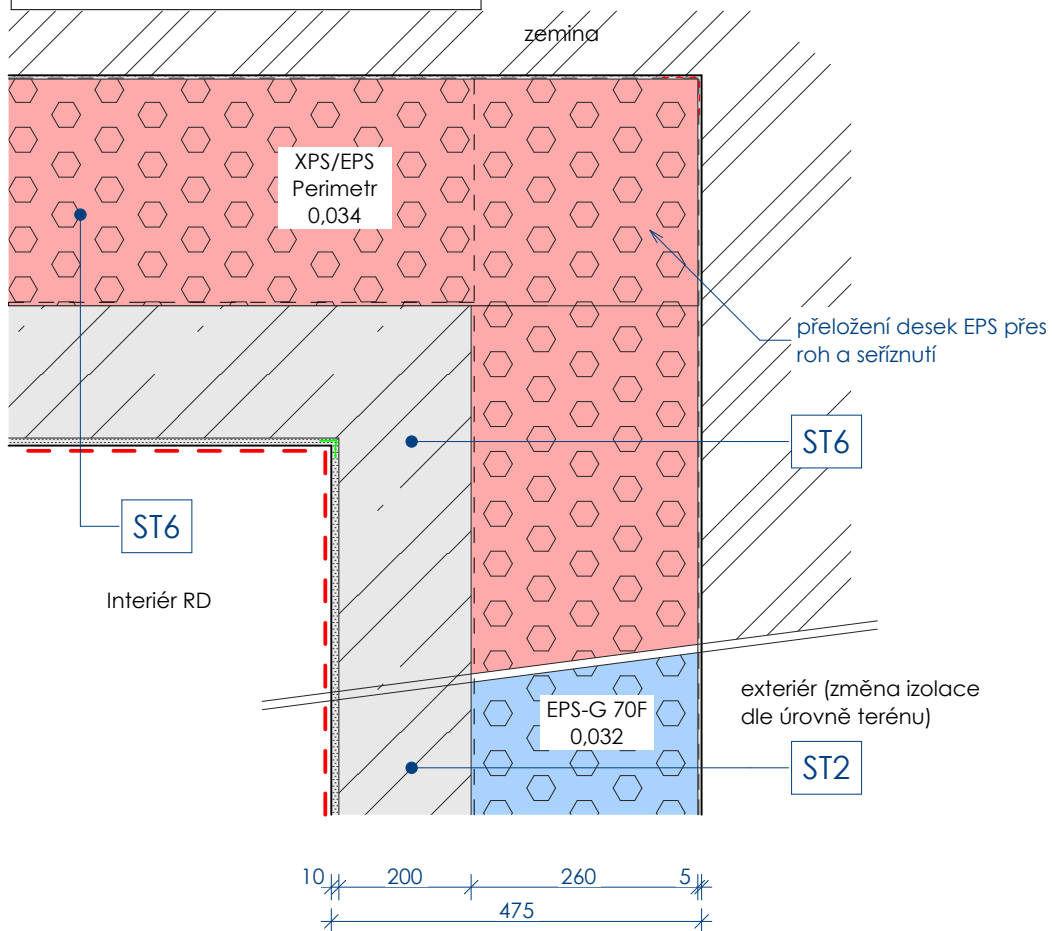 zemina
XPS/EPS
Perimetr
0,034
přeložení desek EPS přes
roh a seříznutí
ST6
ST6
Interiér RD
exteriér (změna izolace
dle úrovně terénu)
EPS-G 70F
0,032
ST2
10 200 260 5
475